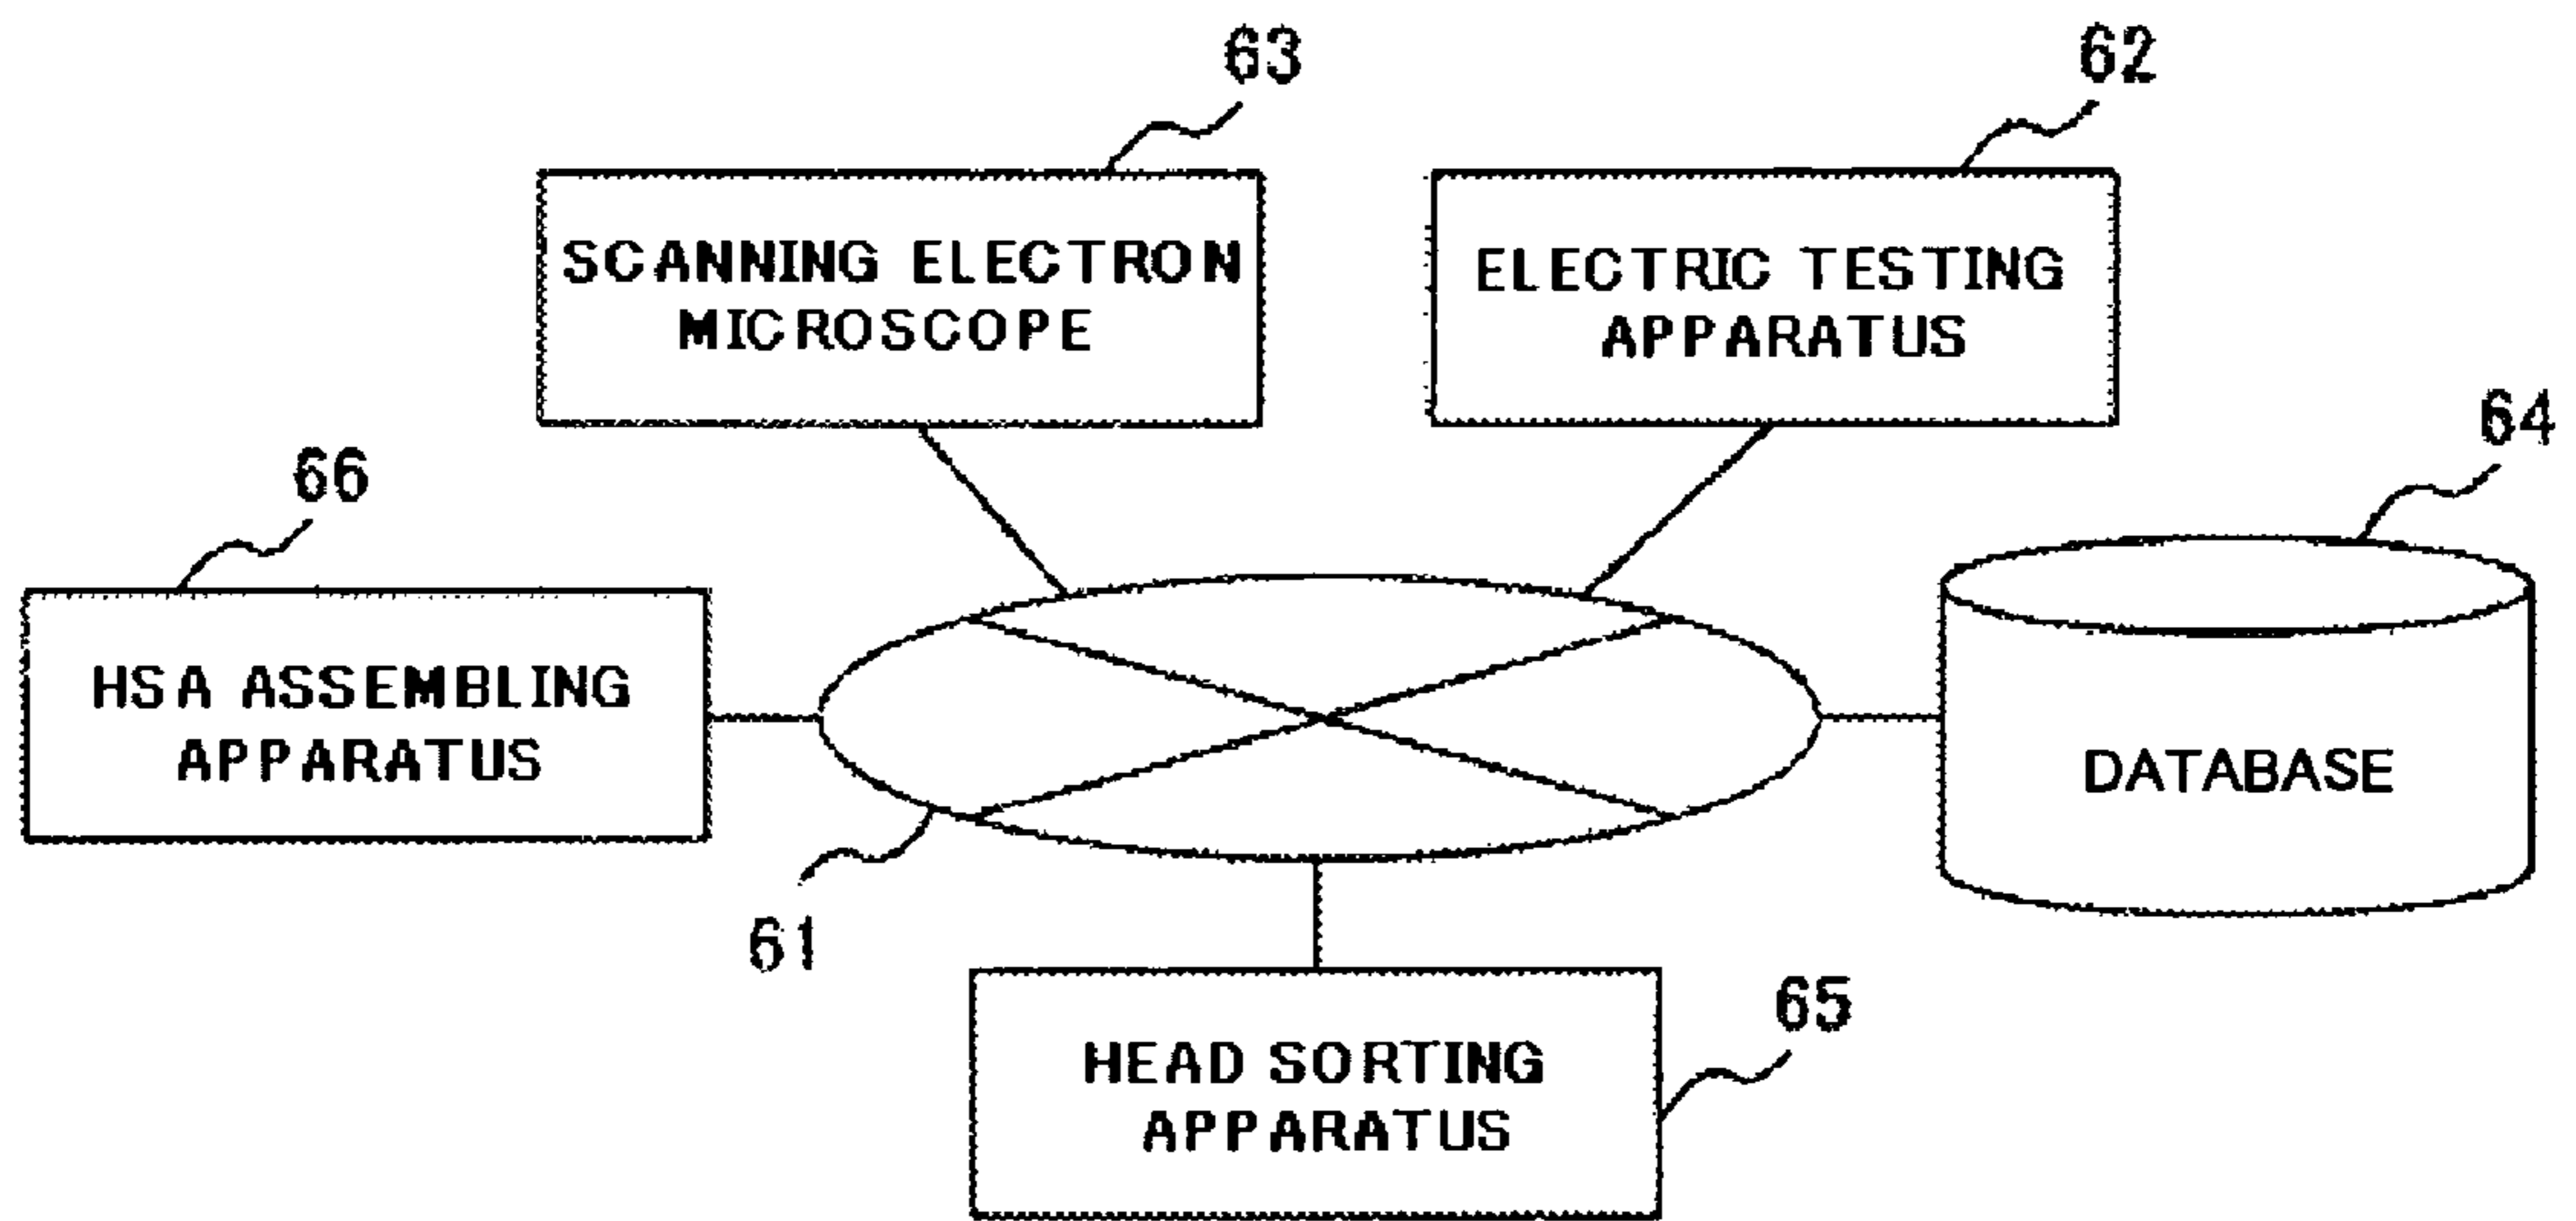 63
62
SCANNING ELECTRON
MICROSCOPE
ELECTRIC TESTING
APPARATUS
64
66
HSA ASSEMBLING
APPARATUS
DATABASE
61
65
HEAD SORTING
APPARATUS